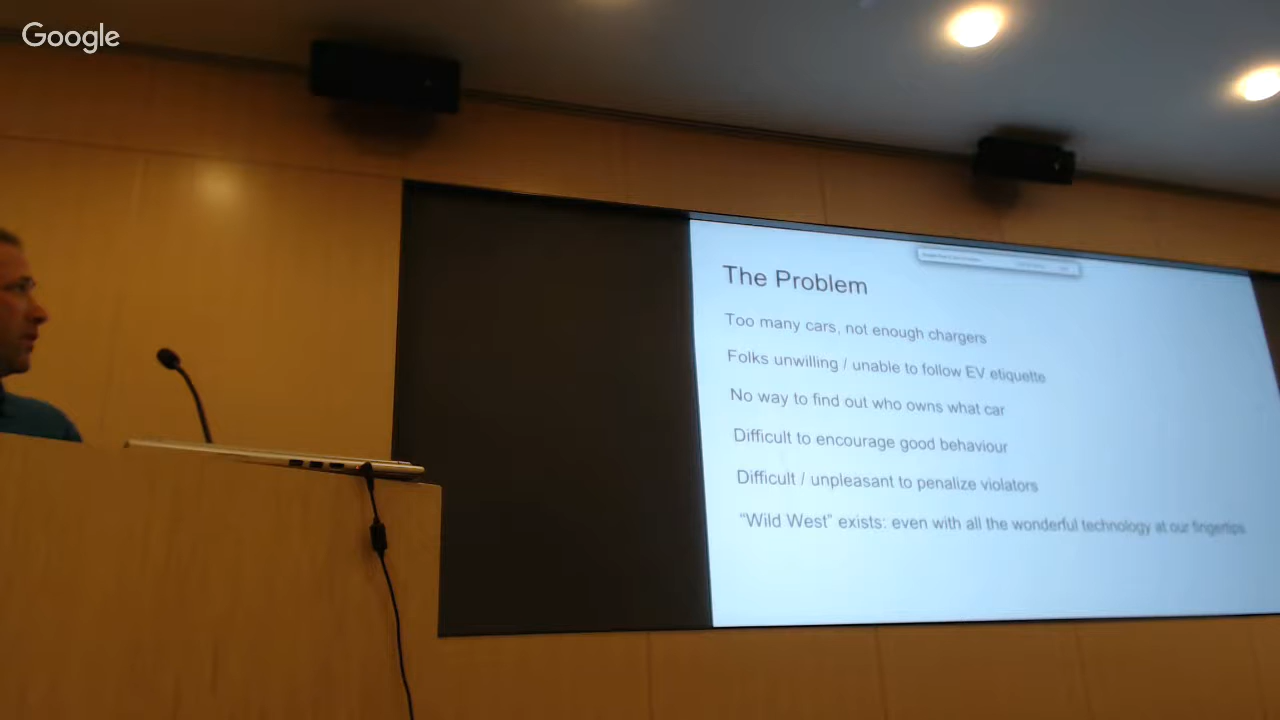 Google
The Problem
Too many cars, not enough chargers
Folks unwilling / unable to follow EV etiquette
No way to find out who owns what car
Difficult to encourage good behaviour
Difficult / unpleasant to penalize violators
“Wild West” exists: even with all the wonderful technology at our fingertips